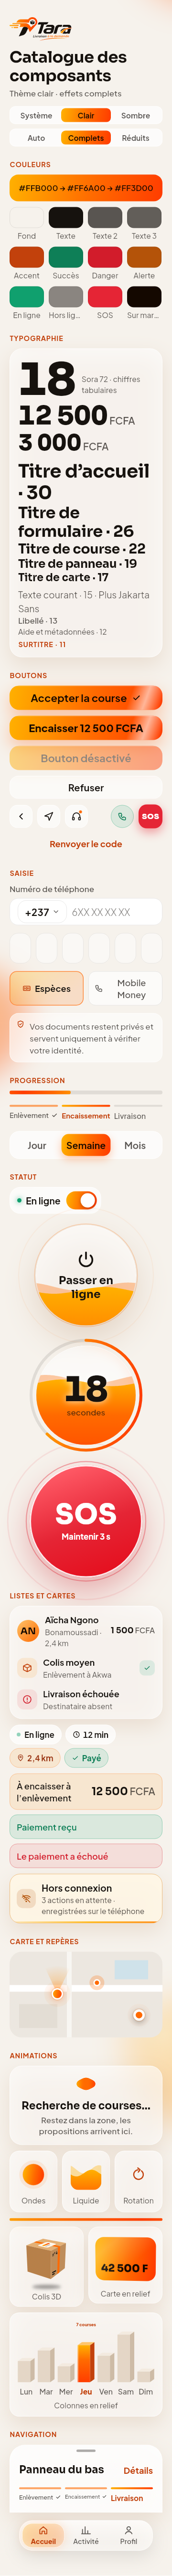 Tara
Catalogue des
composants
Thème clair · effets complets
Système Clair Sombre
Auto Complets Réduits
COULEURS
#FFB000 → #FF6A00 → #FF3D00
Fond Texte Texte 2 Texte 3
Accent Succès Danger Alerte
En ligne Hors lig… SOS Sur mar…
TYPOGRAPHIE
18 Sora 72 · chiffres
tabulaires
12 500 FCFA
3 000 FCFA
Titre d’accueil
· 30
Titre de
formulaire · 26
Titre de course · 22
Titre de panneau · 19
Titre de carte · 17
Texte courant · 15 · Plus Jakarta
Sans
Libellé · 13
Aide et métadonnées · 12
SURTITRE · 11
BOUTONS
Accepter la course
Encaisser 12 500 FCFA
Bouton désactivé
Refuser
SOS
Renvoyer le code
SAISIE
Numéro de téléphone
+237 6XX XX XX XX
Espèces
Mobile
Money
Vos documents restent privés et
servent uniquement à vérifier
votre identité.
PROGRESSION
Enlèvement Encaissement Livraison
Jour Semaine Mois
STATUT
En ligne
Passer en
ligne
18
secondes
SOS
Maintenir 3 s
LISTES ET CARTES
AN
Aïcha Ngono
Bonamoussadi ·
2,4 km
1 500 FCFA
Colis moyen
Enlèvement à Akwa
Livraison échouée
Destinataire absent
En ligne 12 min
2,4 km Payé
À encaisser à
l’enlèvement
12 500 FCFA
Paiement reçu
Le paiement a échoué
Hors connexion
3 actions en attente ·
enregistrées sur le téléphone
CARTE ET REPÈRES
ANIMATIONS
Recherche de courses…
Restez dans la zone, les
propositions arrivent ici.
Ondes Liquide Rotation
42 500 F
Colis 3D Carte en relief
7 courses
Lun Mar Mer Jeu Ven Sam Dim
Colonnes en relief
NAVIGATION
Panneau du bas Détails
Enlèvement Encaissement Livraison
Accueil Activité Profil